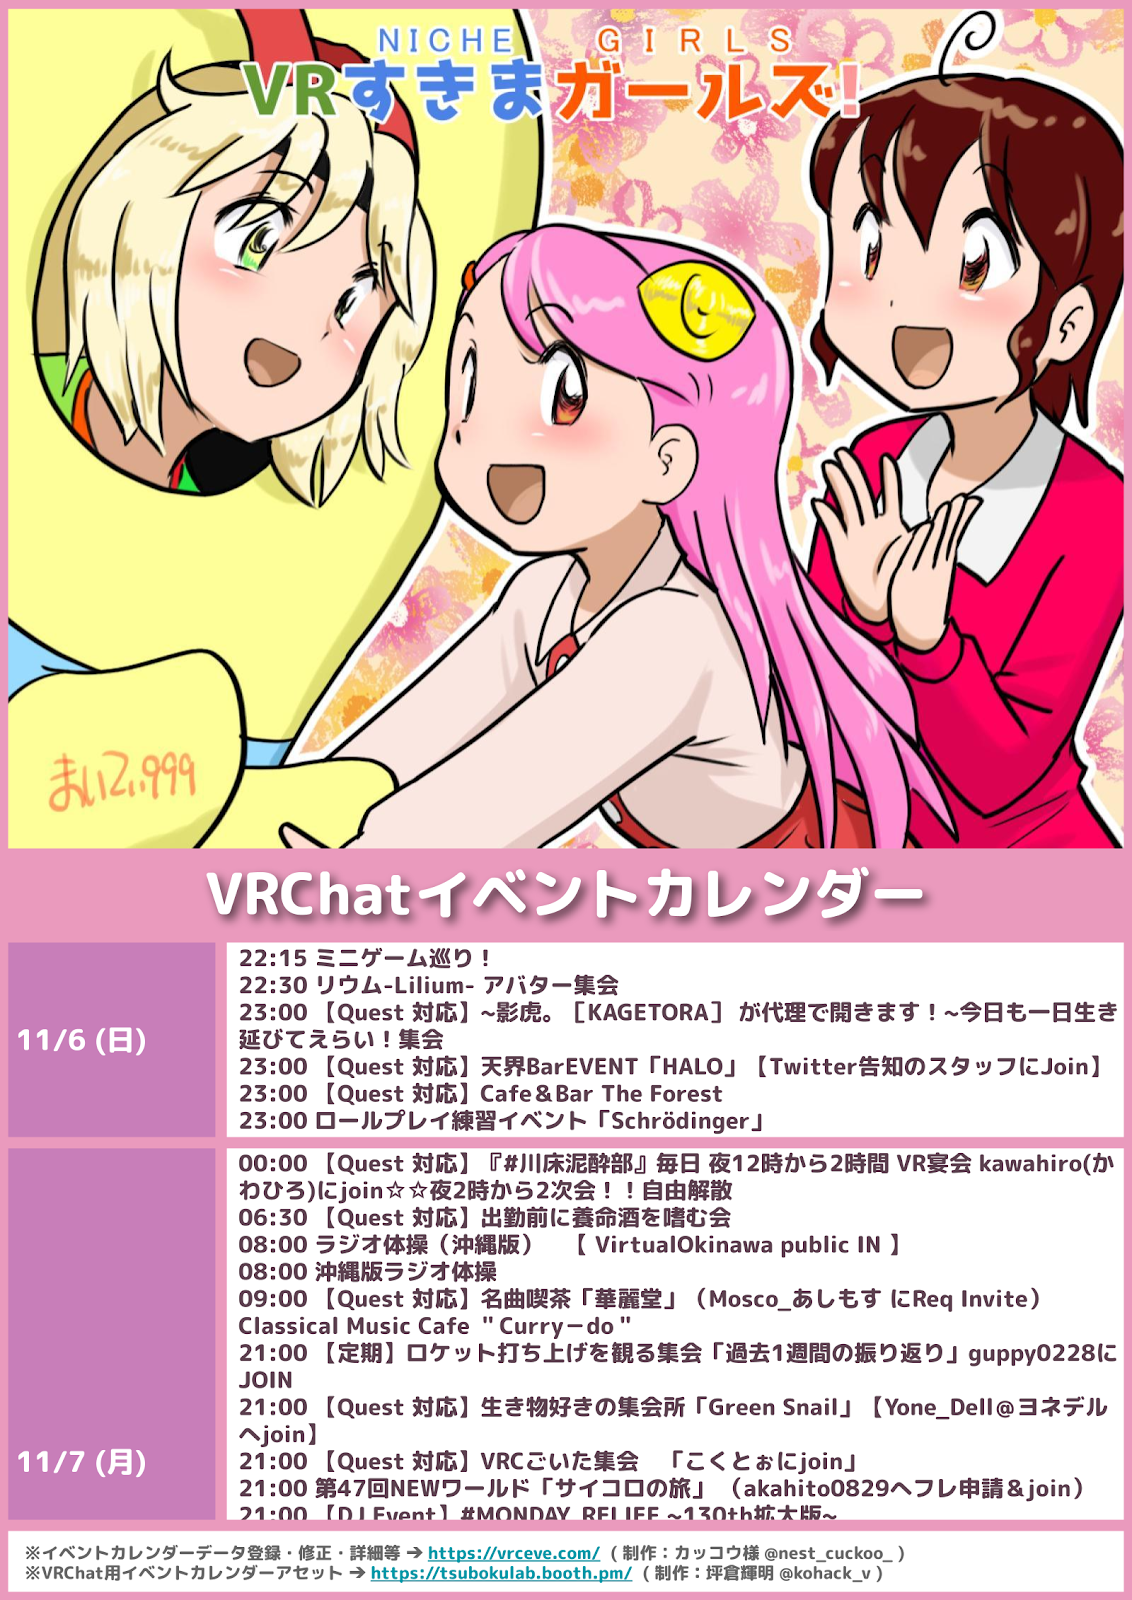 NICHE GIRLS
VRすきまガールズ!
まいてぃ999
VRChatイベントカレンダー
11/6 (日)
22:15 ミニゲーム巡り！
22:30 リウム-Lilium- アバター集会
23:00 【Quest 対応】~影虎。［KAGETORA］ が代理で開きます！~今日も一日生き
延びてえらい！集会
23:00 【Quest 対応】天界BarEVENT「HALO」【Twitter告知のスタッフにJoin】
23:00 【Quest 対応】Cafe＆Bar The Forest
23:00 ロールプレイ練習イベント「Schrödinger」
11/7 (月)
00:00 【Quest 対応】『#川床泥酔部』毎日 夜12時から2時間 VR宴会 kawahiro(か
わひろ)にjoin☆☆夜2時から2次会！！自由解散
06:30 【Quest 対応】出勤前に養命酒を嗜む会
08:00 ラジオ体操（沖縄版）　【 VirtualOkinawa public IN 】
08:00 沖縄版ラジオ体操
09:00 【Quest 対応】名曲喫茶「華麗堂」（Mosco_あしもす にReq Invite）
Classical Music Cafe ＂Curry－do＂
21:00 【定期】ロケット打ち上げを観る集会「過去1週間の振り返り」guppy0228に
JOIN
21:00 【Quest 対応】生き物好きの集会所「Green Snail」【Yone_Dell＠ヨネデル
へjoin】
21:00 【Quest 対応】VRCごいた集会　「こくとぉにjoin」
21:00 第47回NEWワールド「サイコロの旅」（akahito0829へフレ申請＆join）
21:00 【DJ Event】#MONDAY_RELIEF ~130th拡大版~
※イベントカレンダーデータ登録・修正・詳細等 ➔ https://vrceve.com/ ( 制作：カッコウ様 @nest_cuckoo_ )
※VRChat用イベントカレンダーアセット ➔ https://tsubokulab.booth.pm/ ( 制作：坪倉輝明 @kohack_v )